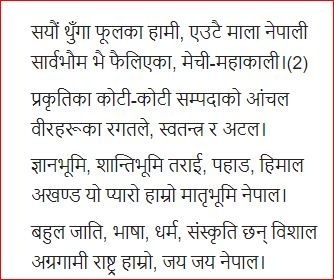 सयौं थुँगा फूलका हामी, एउटै माला नेपाली
सार्वभौम भै फैलिएका, मेची-महाकाली।(2)
प्रकृतिका कोटी-कोटी सम्पदाको आंचल
वीरहरूका रगतले, स्वतन्त्र र अटल।
ज्ञानभूमि, शान्तिभूमि तराई, पहाड, हिमाल
अखण्ड यो प्यारो हाम्रो मातृभूमि नेपाल।
बहुल जाति, भाषा, धर्म, संस्कृति छन् विशाल
अग्रगामी राष्ट्र हाम्रो, जय जय नेपाल।